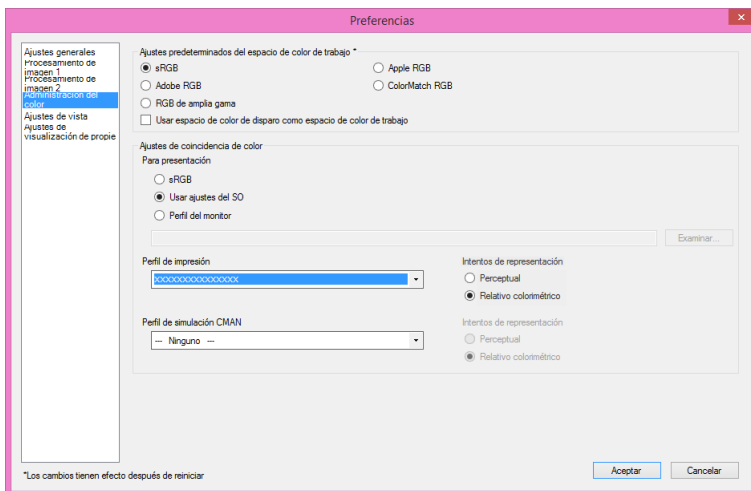 Preferencias
Ajustes generales
Procesamiento de
imagen 1
Procesamiento de
imagen 2
Administración del
color
Ajustes de vista
Ajustes de
visualización de propie
Ajustes predeterminados del espacio de color de trabajo *
sRGB
Apple RGB
Adobe RGB
ColorMatch RGB
RGB de amplia gama
Usar espacio de color de disparo como espacio de color de trabajo
Ajustes de coincidencia de color
Para presentación
sRGB
Usar ajustes del SO
Perfil del monitor
Examinar...
Perfil de impresión
Intentos de representación
XXXXXXXXXXXXXXX
Perceptual
Relativo colorimétrico
Perfil de simulación CMAN
Intentos de representación
--- Ninguno ---
Perceptual
Relativo colorimétrico
*Los cambios tienen efecto después de reiniciar
Aceptar
Cancelar